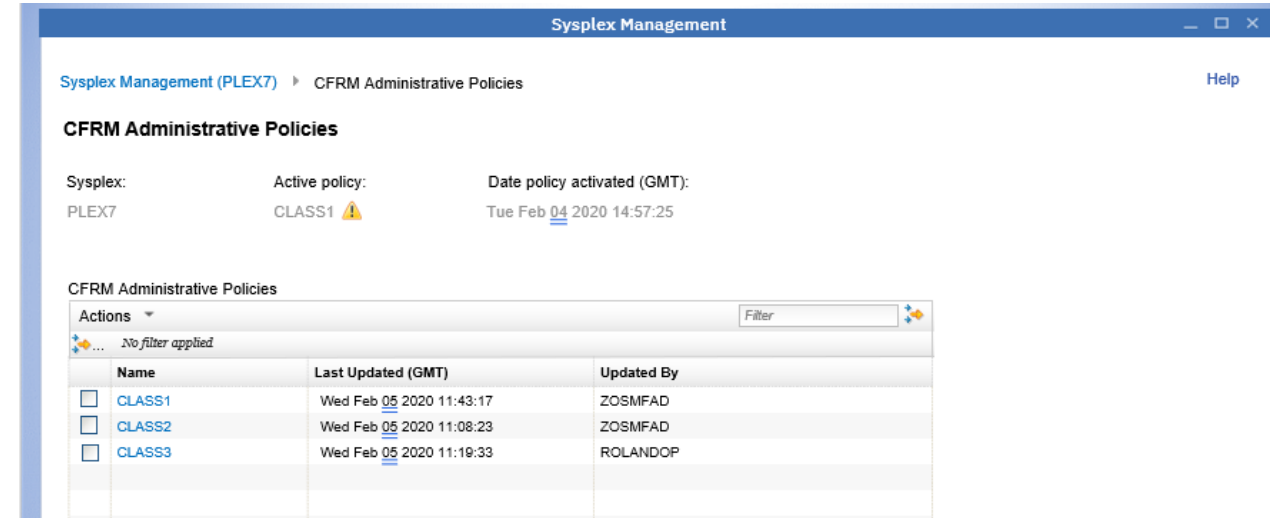 Sysplex Management
Sysplex Management (PLEX7) CFRM Administrative Policies Help
CFRM Administrative Policies
Sysplex: Active policy: Date policy activated (GMT):
PLEX7 CLASS1 Tue Feb 04 2020 14:57:25
CFRM Administrative Policies
Actions Filter
... No filter applied
Name Last Updated (GMT) Updated By
CLASS1 Wed Feb 05 2020 11:43:17 ZOSMFAD
CLASS2 Wed Feb 05 2020 11:08:23 ZOSMFAD
CLASS3 Wed Feb 05 2020 11:19:33 ROLANDOP